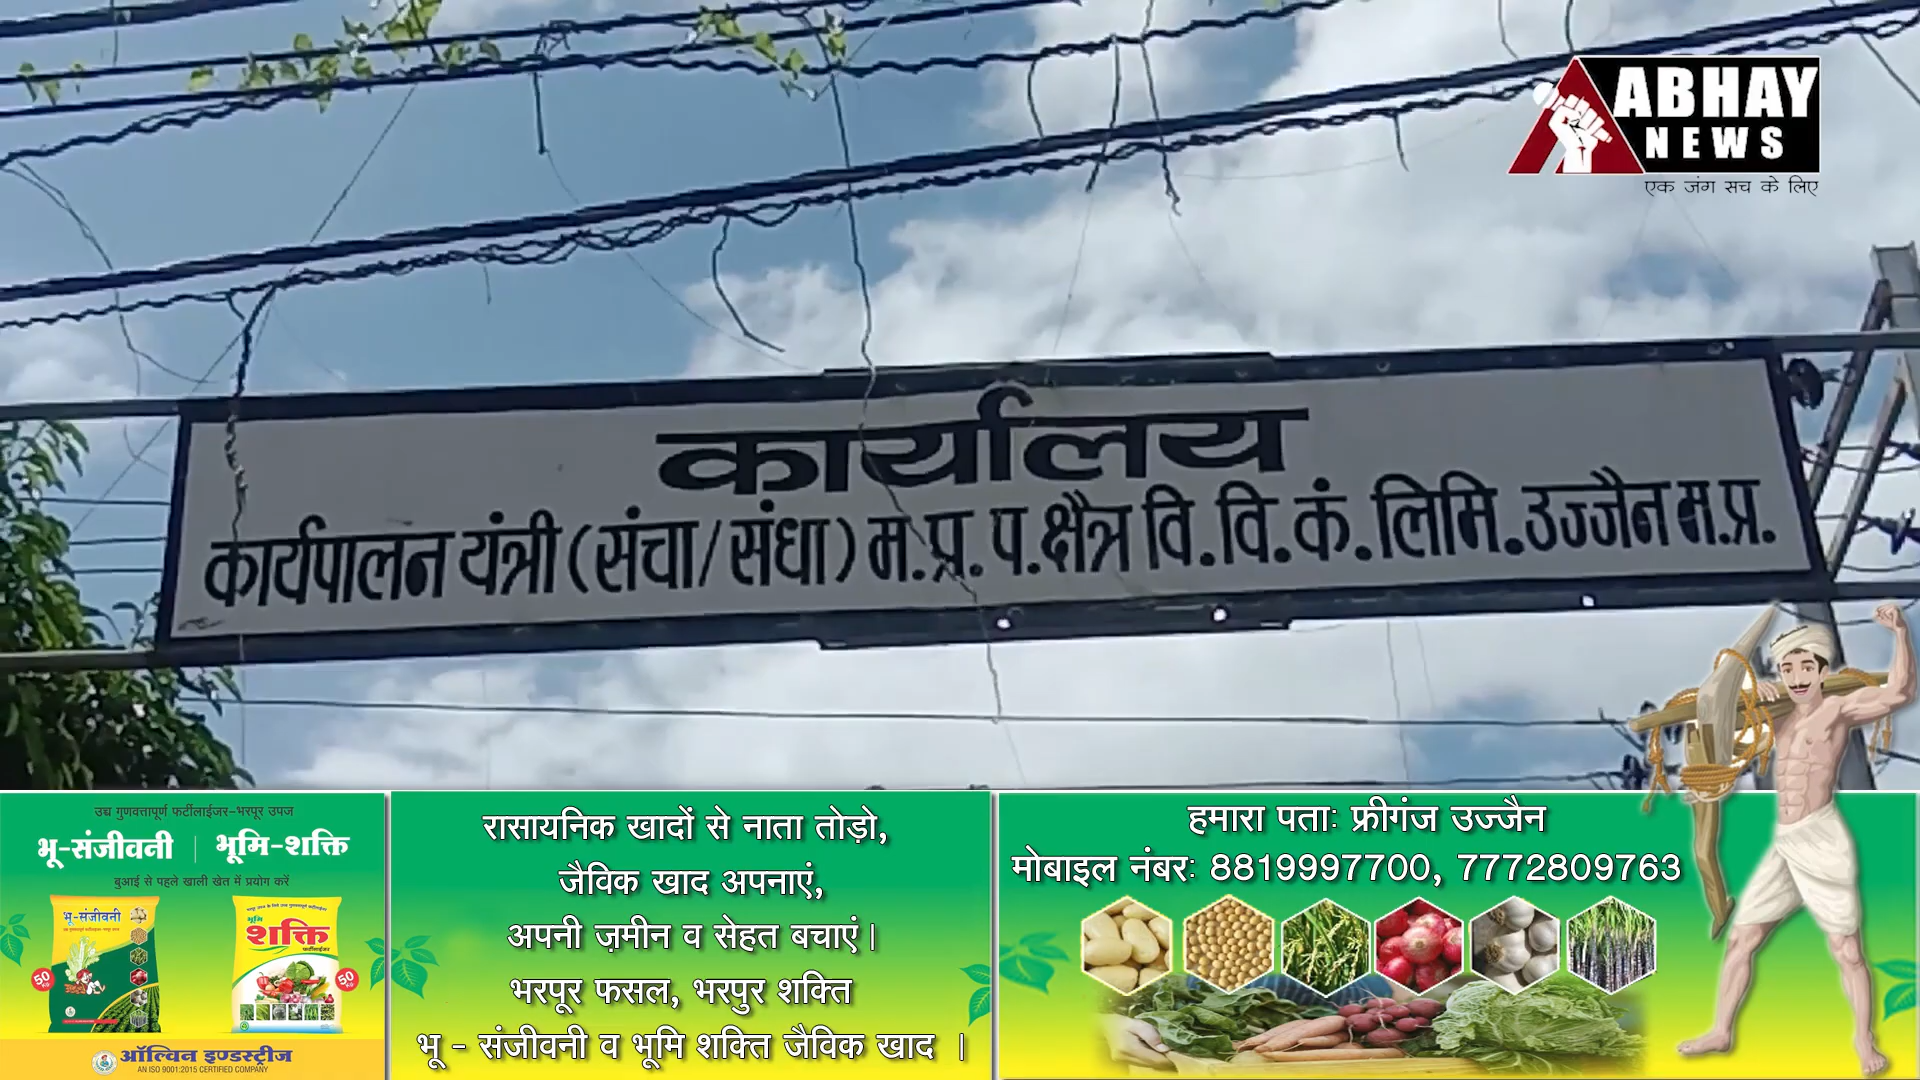 ABHAY
NEWS
एक जंग सच के लिए
कार्यालय
कार्यपालन यंत्री (संचा/संधा) म.प्र. प.क्षैत्र वि.वि.कं.लिमि.उज्जैन म.प्र.
उच्च गुणवत्तापूर्ण फर्टीलाईजर-भरपूर उपज
भू-संजीवनी | भूमि-शक्ति
बुआई से पहले खाली खेत में प्रयोग करें
भू-संजीवनी
भूमि
शक्ति
फर्टीलाईजर
50
50
ऑल्विन इण्डस्ट्रीज
AN ISO 9001:2015 CERTIFIED COMPANY
रासायनिक खादों से नाता तोड़ो,
जैविक खाद अपनाएं,
अपनी ज़मीन व सेहत बचाएं।
भरपूर फसल, भरपुर शक्ति
भू - संजीवनी व भूमि शक्ति जैविक खाद ।
हमारा पता: फ्रीगंज उज्जैन
मोबाइल नंबर: 8819997700, 7772809763